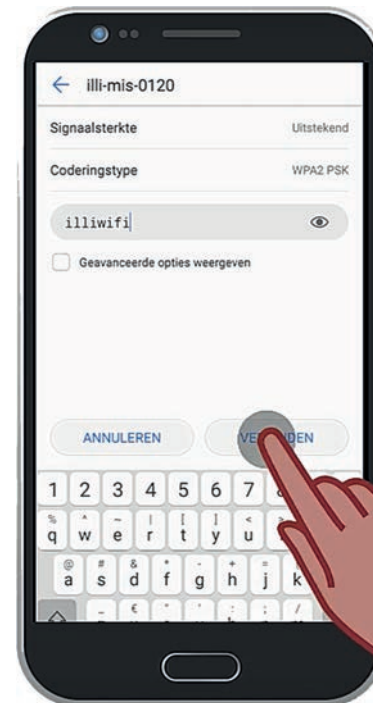 illi-mis-0120
Signaalsterkte Uitstekend
Coderingstype WPA2 PSK
illiwifi
Geavanceerde opties weergeven
ANNULEREN VERBINDEN
1 2 3 4 5 6 7
q w e r t y u
a s d f g h j k